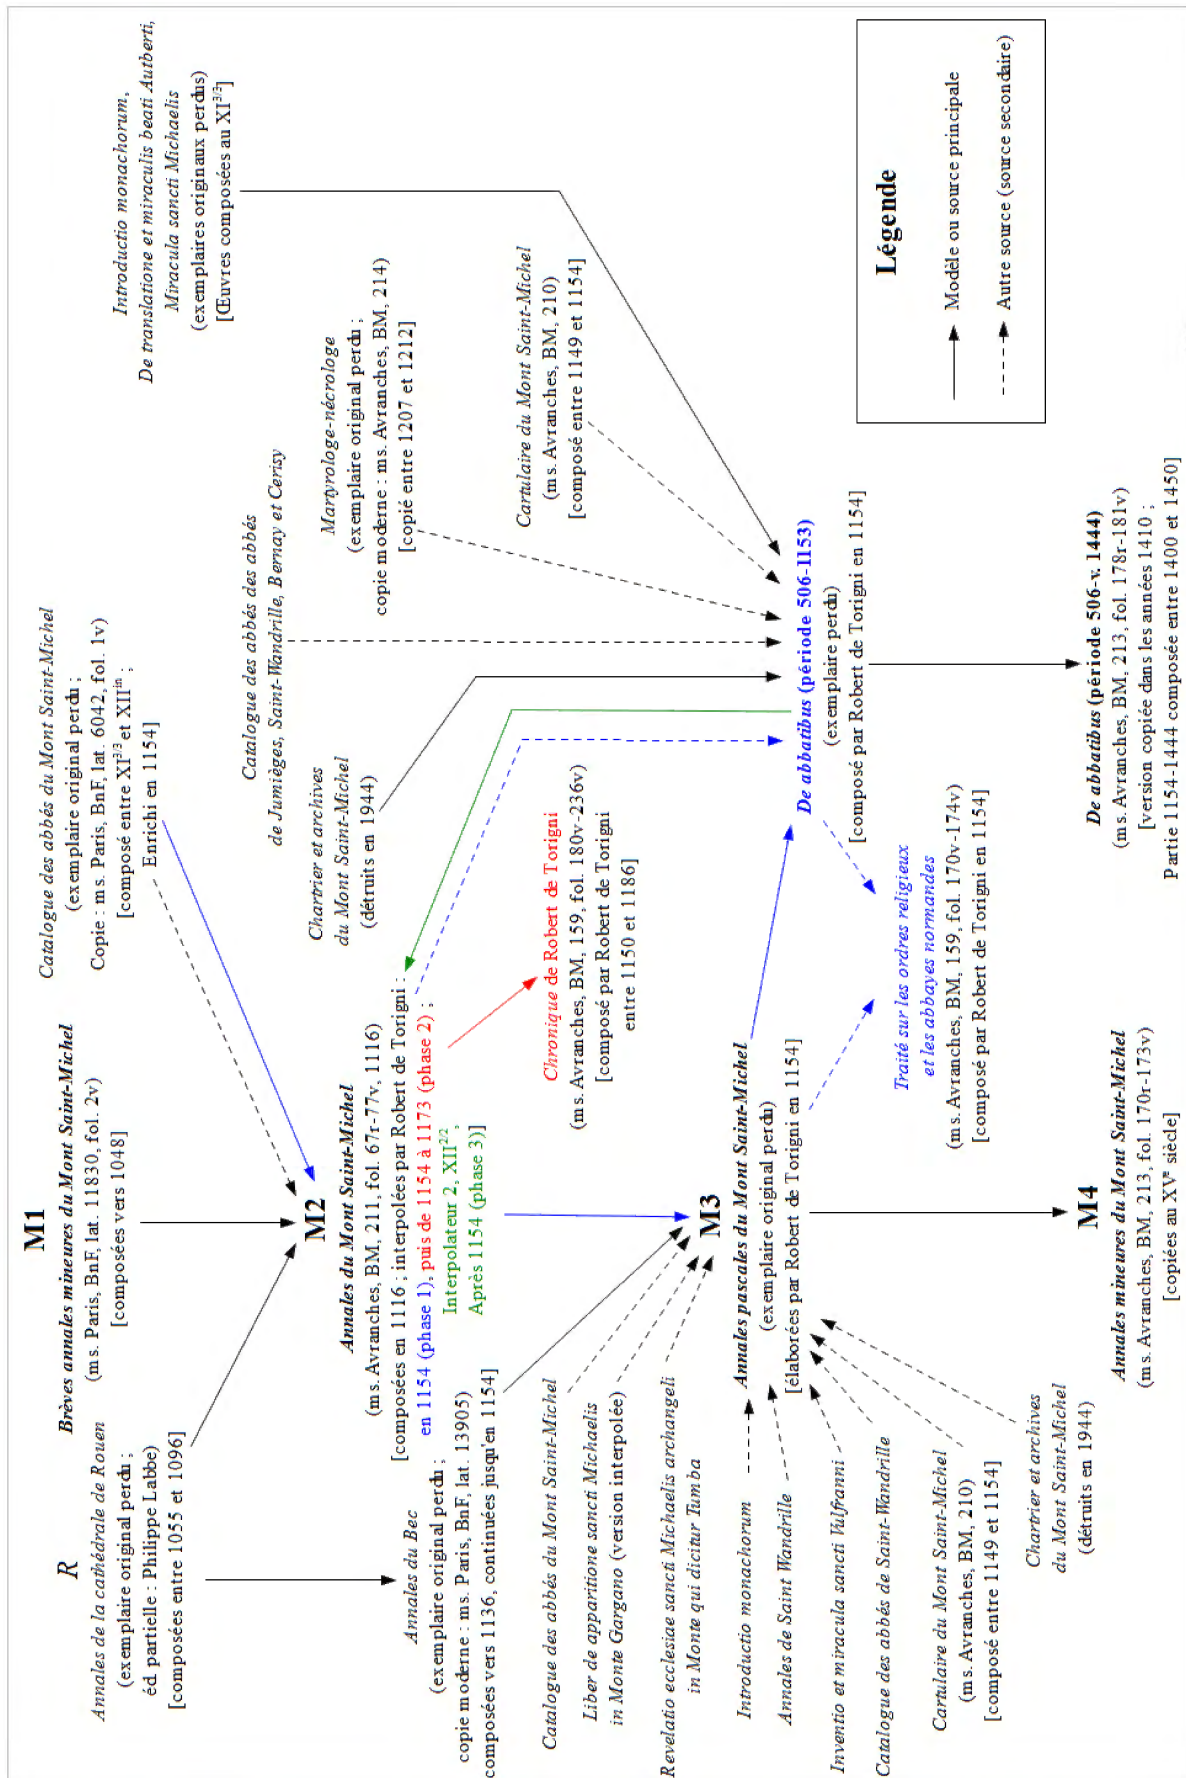 R
Annales de la cathédrale de Rouen
(exemplaire original perdu ;
éd. partielle : Philippe Labbe)
[composées entre 1055 et 1096]
M1
Brèves annales mineures du Mont Saint-Michel
(ms. Paris, BnF, lat. 11830, fol. 2v)
[composées vers 1048]
Catalogue des abbés du Mont Saint-Michel
(exemplaire original perdu ;
Copie : ms. Paris, BnF, lat. 6042, fol. 1v)
[composé entre XI3/3 et XIIin ;
Enrichi en 1154]
Introductio monachorum,
De translatione et miraculis beati Autberti,
Miracula sancti Michaelis
(exemplaires originaux perdus)
[Œuvres composées au XI3/3]
Catalogue des abbés des abbés
de Jumièges, Saint-Wandrille, Bernay et Cerisy
Martyrologe-nécrologe
(exemplaire original perdu ;
copie moderne : ms. Avranches, BM, 214)
[copié entre 1207 et 1212]
Chartrier et archives
du Mont Saint-Michel
(détruits en 1944)
Cartulaire du Mont Saint-Michel
(ms. Avranches, BM, 210)
[composé entre 1149 et 1154]
M2
Annales du Mont Saint-Michel
(ms. Avranches, BM, 211, fol. 67r-77v, 1116)
[composées en 1116 ; interpolées par Robert de Torigni :
en 1154 (phase 1), puis de 1154 à 1173 (phase 2) ;
Interpolateur 2, XII2/2,
Après 1154 (phase 3)]
Annales du Bec
(exemplaire original perdu ;
copie moderne : ms. Paris, BnF, lat. 13905)
composées vers 1136, continuées jusqu'en 1154]
Chronique de Robert de Torigni
(ms. Avranches, BM, 159, fol. 180v-236v)
[composé par Robert de Torigni
entre 1150 et 1186]
Catalogue des abbés du Mont Saint-Michel
Liber de apparitione sancti Michaelis
in Monte Gargano (version interpolée)
Revelatio ecclesiae sancti Michaelis archangeli
in Monte qui dicitur Tumba
M3
Annales pascales du Mont Saint-Michel
(exemplaire original perdu)
[élaborées par Robert de Torigni en 1154]
Introductio monachorum
Annales de Saint Wandrille
Inventio et miracula sancti Vulframni
Catalogue des abbés de Saint-Wandrille
Cartulaire du Mont Saint-Michel
(ms. Avranches, BM, 210)
[composé entre 1149 et 1154]
Chartrier et archives
du Mont Saint-Michel
(détruits en 1944)
De abbatibus (période 506-1153)
(exemplaire perdu)
[composé par Robert de Torigni en 1154]
Traité sur les ordres religieux
et les abbayes normandes
(ms. Avranches, BM, 159, fol. 170v-174v)
[composé par Robert de Torigni en 1154]
M4
Annales mineures du Mont Saint-Michel
(ms. Avranches, BM, 213, fol. 170r-173v)
[copiées au XVe siècle]
De abbatibus (période 506-v. 1444)
(ms. Avranches, BM, 213, fol. 178r-181v)
[version copiée dans les années 1410 ;
Partie 1154-1444 composée entre 1400 et 1450]
Légende
Modèle ou source principale
Autre source (source secondaire)